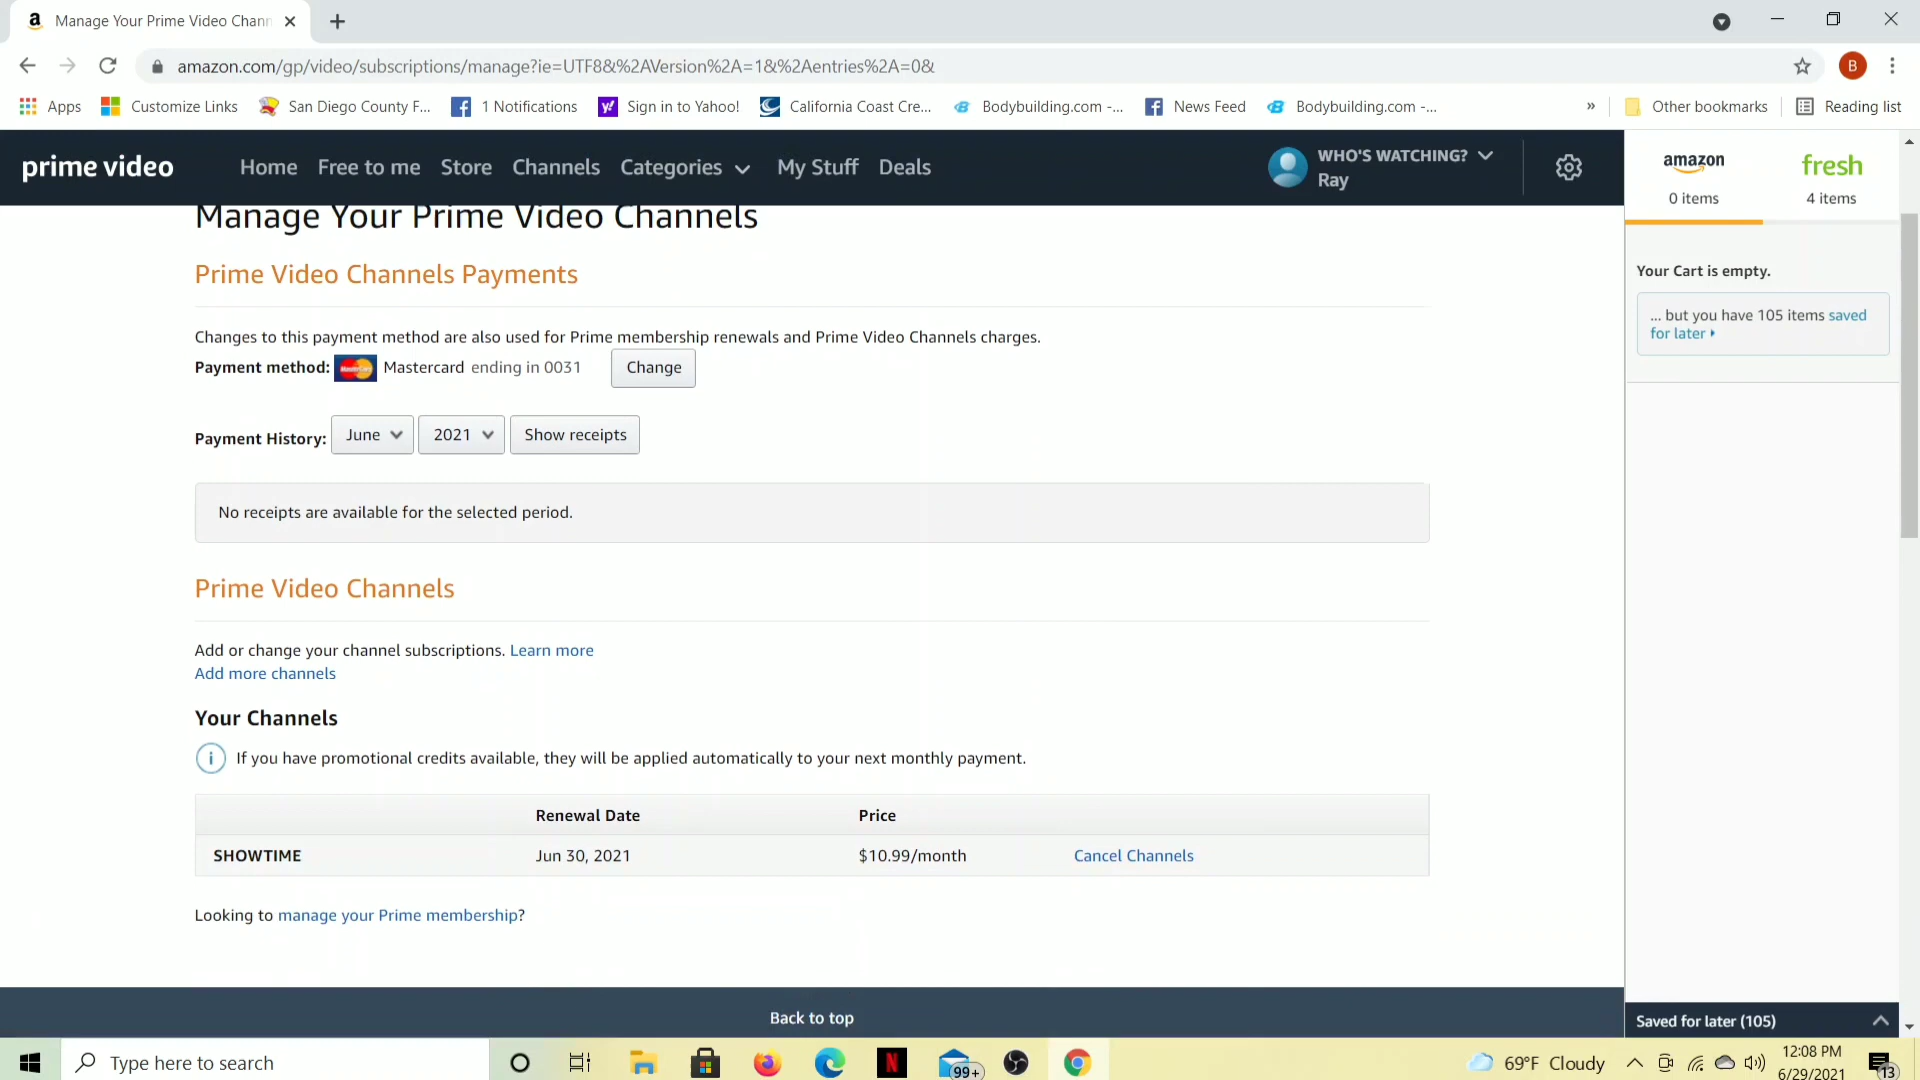 a Manage Your Prime Video Chann
amazon.com/gp/video/subscriptions/manage?ie=UTF8&%2AVersion%2A=1&%2Aentries%2A=0&
B
Apps Customize Links San Diego County F... 1 Notifications Sign in to Yahoo! California Coast Cre... Bodybuilding.com -... News Feed Bodybuilding.com -... » Other bookmarks Reading list
prime video Home Free to me Store Channels Categories My Stuff Deals
WHO'S WATCHING?
Ray
amazon fresh
0 items 4 items
Your Cart is empty.
... but you have 105 items saved
for later
Manage Your Prime Video Channels
Prime Video Channels Payments
Changes to this payment method are also used for Prime membership renewals and Prime Video Channels charges.
Payment method: MasterCard Mastercard ending in 0031 Change
Payment History: June 2021 Show receipts
No receipts are available for the selected period.
Prime Video Channels
Add or change your channel subscriptions. Learn more
Add more channels
Your Channels
i If you have promotional credits available, they will be applied automatically to your next monthly payment.
Renewal Date Price
SHOWTIME Jun 30, 2021 $10.99/month Cancel Channels
Looking to manage your Prime membership?
Back to top
Saved for later (105)
Type here to search
N
99+
69°F Cloudy
12:08 PM
6/29/2021
13